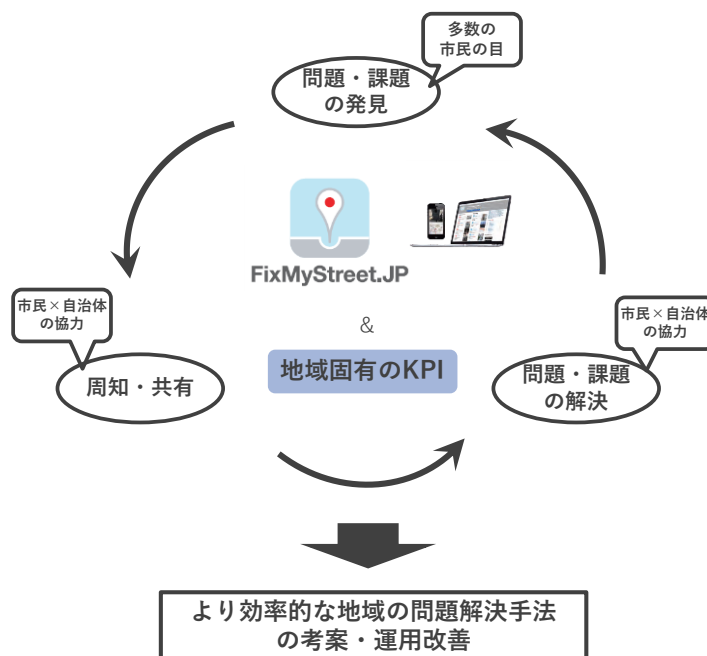 多数の
市民の目
問題・課題
の発見
FixMyStreet.JP
市民×自治体
の協力
周知・共有
&
地域固有のKPI
市民×自治体
の協力
問題・課題
の解決
より効率的な地域の問題解決手法
の考案・運用改善